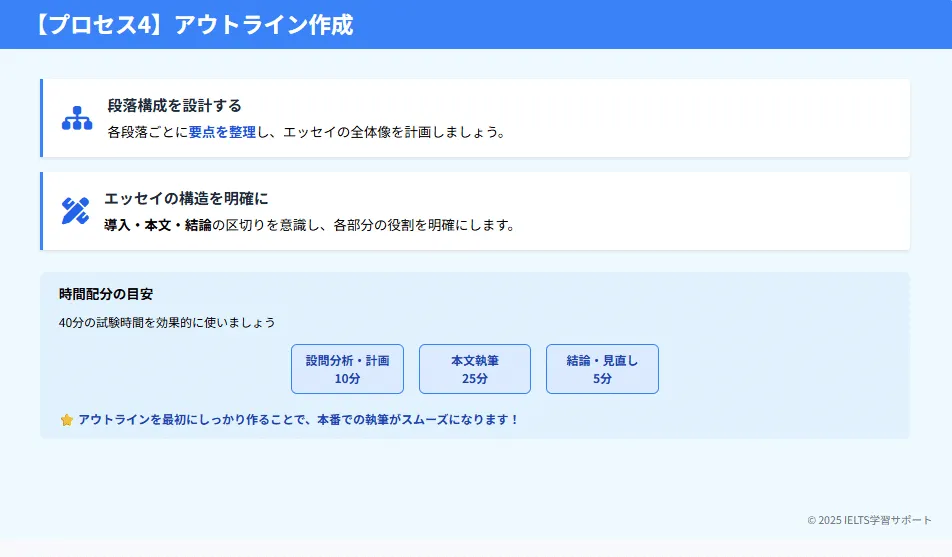 【プロセス4】アウトライン作成
段落構成を設計する
各段落ごとに要点を整理し、エッセイの全体像を計画しましょう。
エッセイの構造を明確に
導入・本文・結論の区切りを意識し、各部分の役割を明確にします。
時間配分の目安
40分の試験時間を効果的に使いましょう
設問分析・計画
10分
本文執筆
25分
結論・見直し
5分
⭐ アウトラインを最初にしっかり作ることで、本番での執筆がスムーズになります！
© 2025 IELTS学習サポート